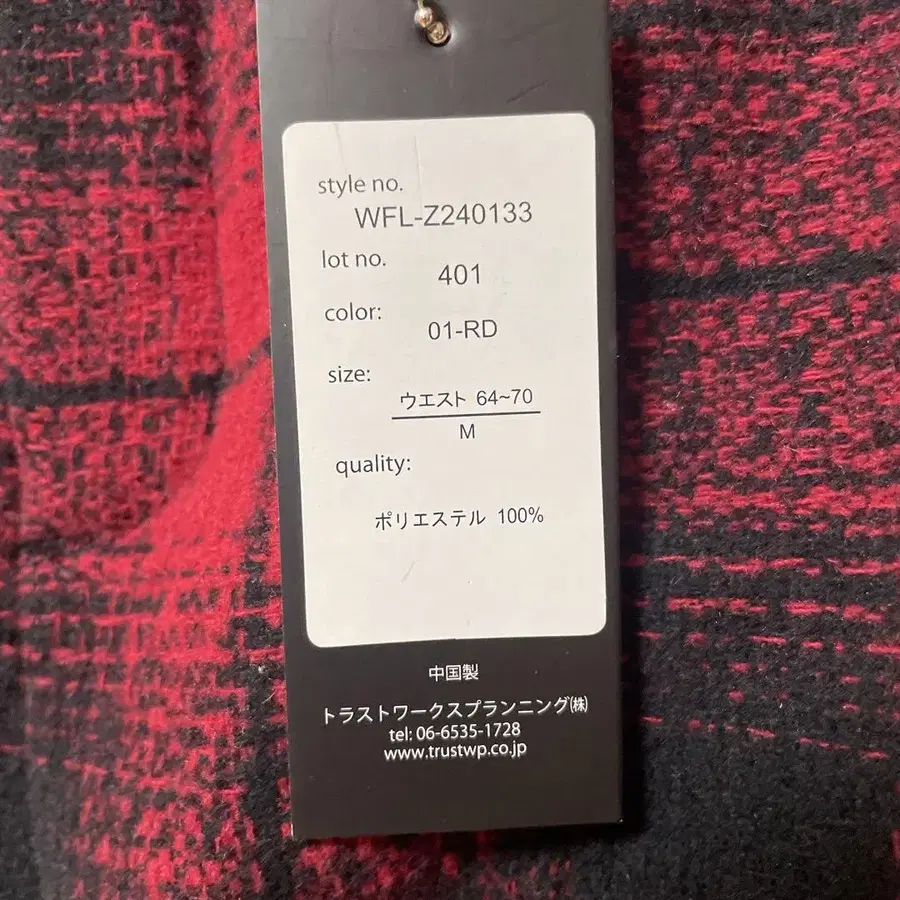 style no.
WFL-Z240133
lot no.
401
color:
01-RD
size:
ウエスト 64~70
M
quality:
ポリエステル 100%
中国製
トラストワークスプランニング㈱
tel: 06-6535-1728
www.trustwp.co.jp